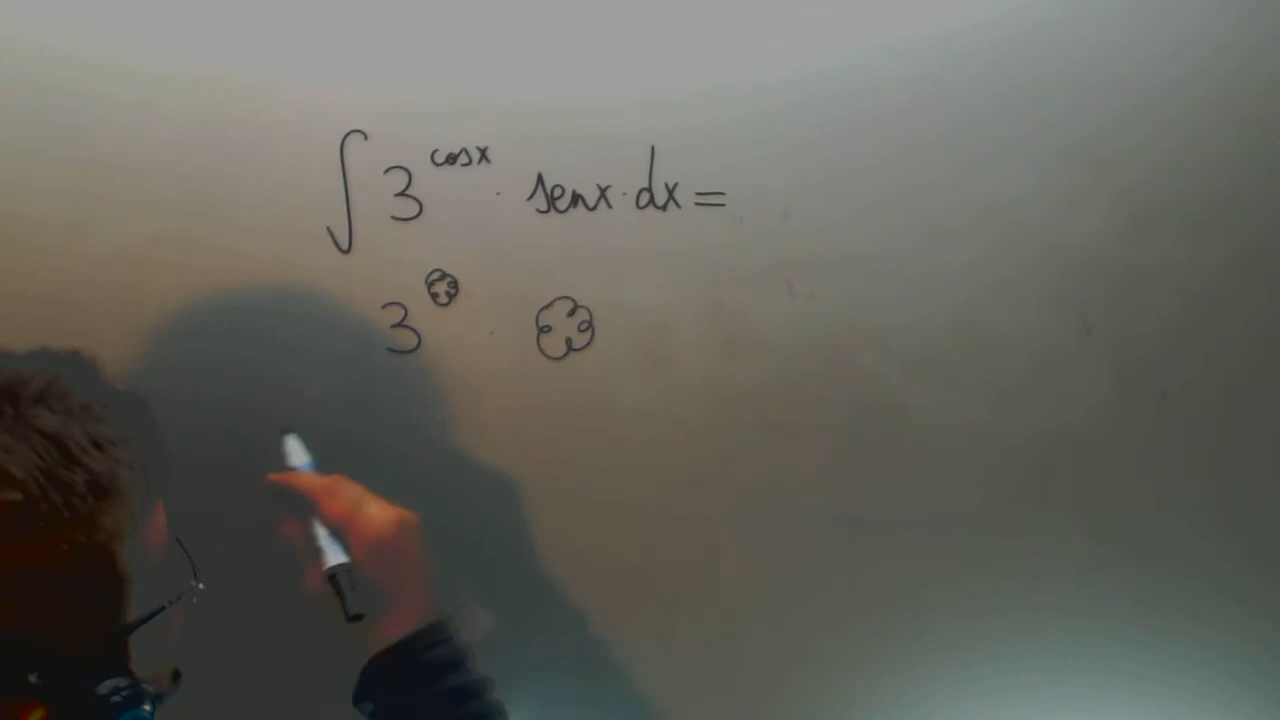 ∫ 3^cosx · senx · dx =
3 ·